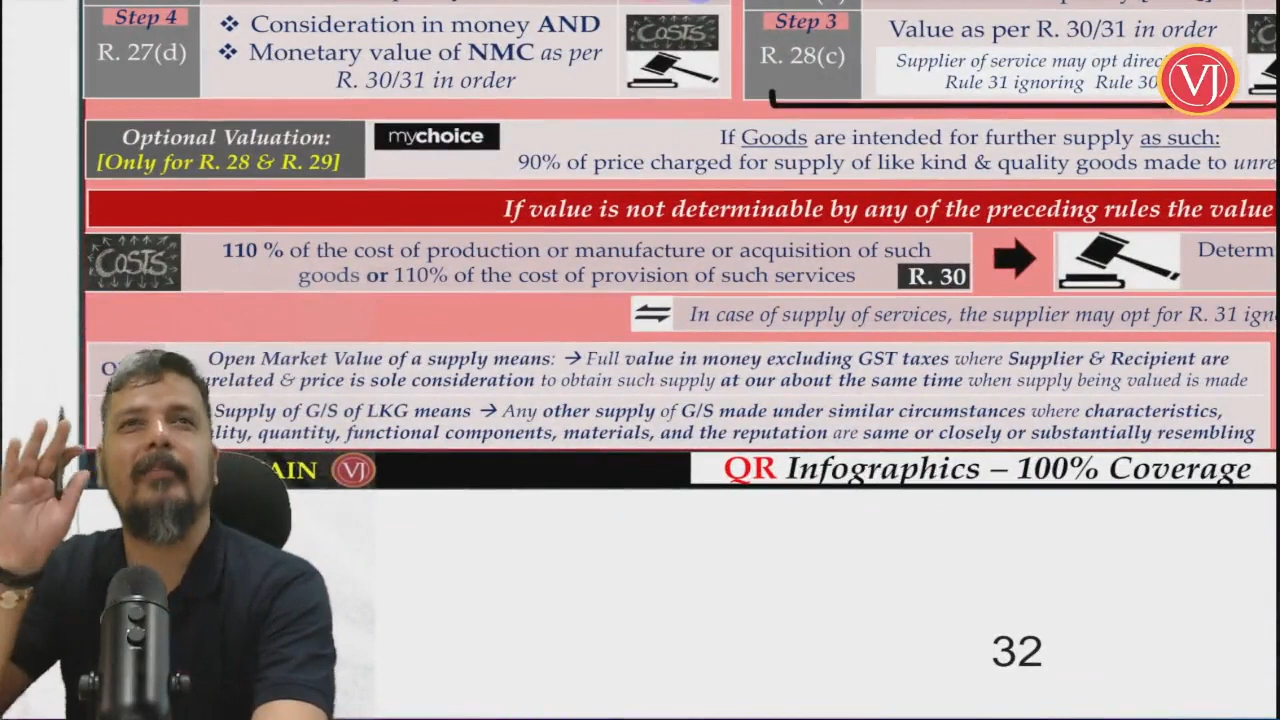 Step 4
R. 27(d)
❖ Consideration in money AND
❖ Monetary value of NMC as per
R. 30/31 in order
COSTS
Step 3
R. 28(c)
Value as per R. 30/31 in order
Supplier of service may opt direc
Rule 31 ignoring Rule 30
VJ
Optional Valuation:
[Only for R. 28 & R. 29]
mychoice
If Goods are intended for further supply as such:
90% of price charged for supply of like kind & quality goods made to unre
If value is not determinable by any of the preceding rules the value
COSTS
110 % of the cost of production or manufacture or acquisition of such
goods or 110% of the cost of provision of such services
R. 30
Determ
In case of supply of services, the supplier may opt for R. 31 ign
Open Market Value of a supply means: → Full value in money excluding GST taxes where Supplier & Recipient are
related & price is sole consideration to obtain such supply at our about the same time when supply being valued is made
Supply of G/S of LKG means → Any other supply of G/S made under similar circumstances where characteristics,
lity, quantity, functional components, materials, and the reputation are same or closely or substantially resembling
AIN
VJ
QR Infographics – 100% Coverage
32